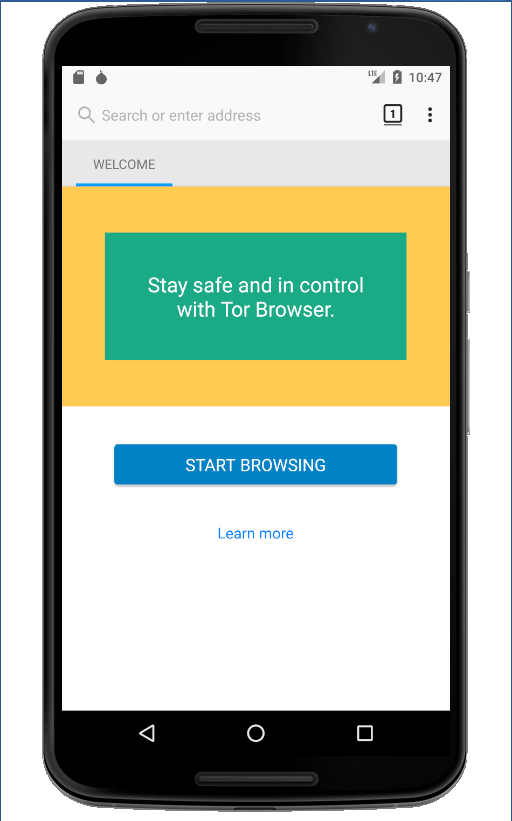 LTE 10:47
Search or enter address 1
WELCOME
Stay safe and in control
with Tor Browser.
START BROWSING
Learn more